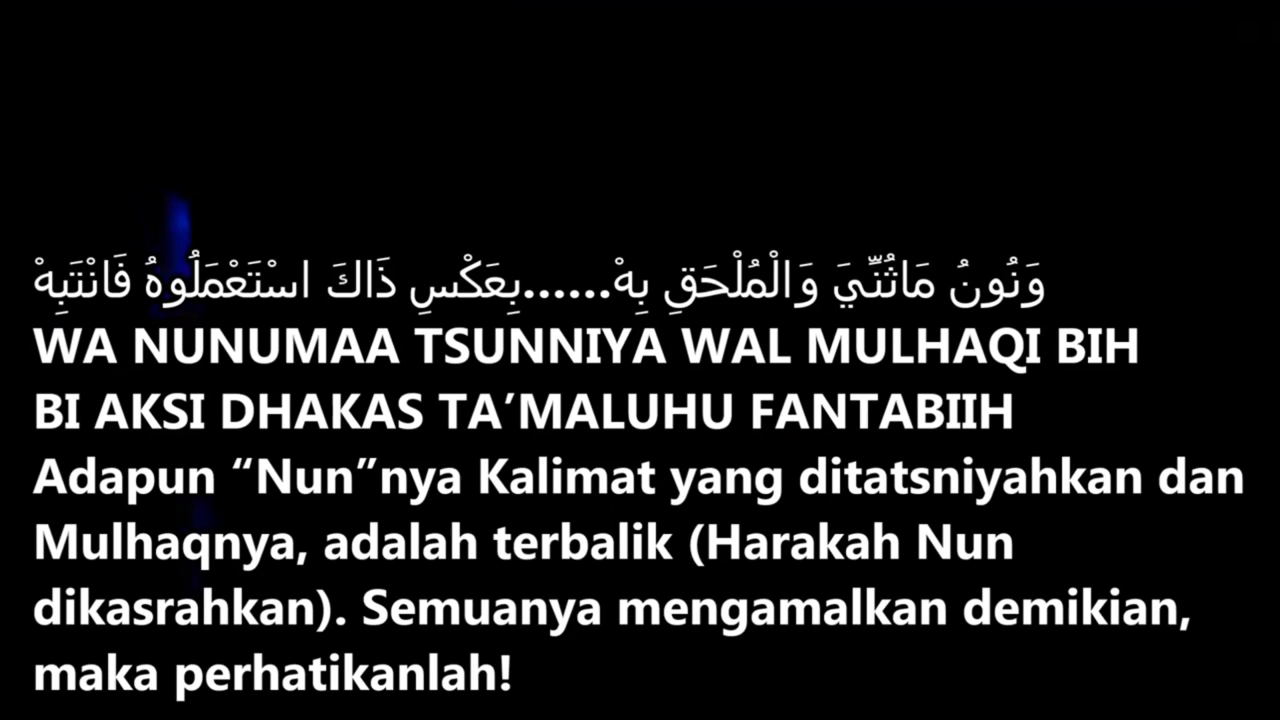 وَنُونُ مَاثُنِّيَ وَالْمُلْحَقِ بِهْ......بِعَكْسِ ذَاكَ اسْتَعْمَلُوهُ فَانْتَبِهْ
WA NUNUMAA TSUNNIYA WAL MULHAQI BIH
BI AKSI DHAKAS TA’MALUHU FANTABIIH
Adapun “Nun”nya Kalimat yang ditatsniyahkan dan
Mulhaqnya, adalah terbalik (Harakah Nun
dikasrahkan). Semuanya mengamalkan demikian,
maka perhatikanlah!